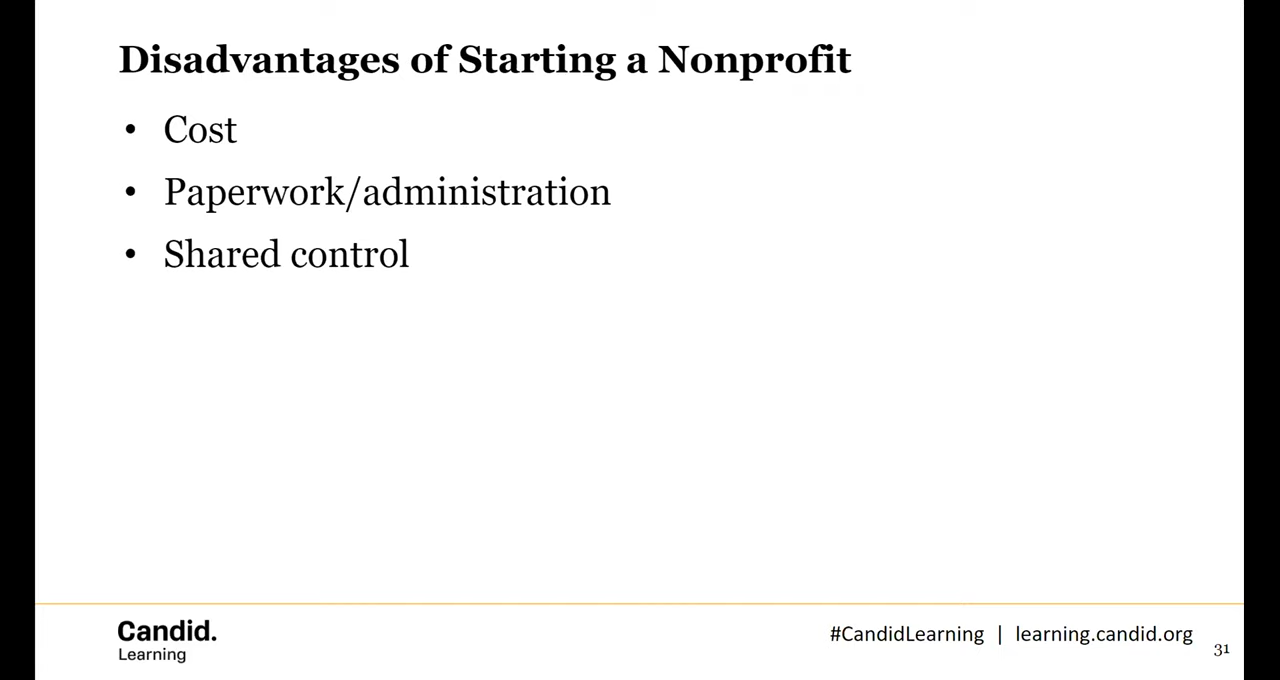 Disadvantages of Starting a Nonprofit
• Cost
• Paperwork/administration
• Shared control
Candid.
Learning
#CandidLearning | learning.candid.org
31